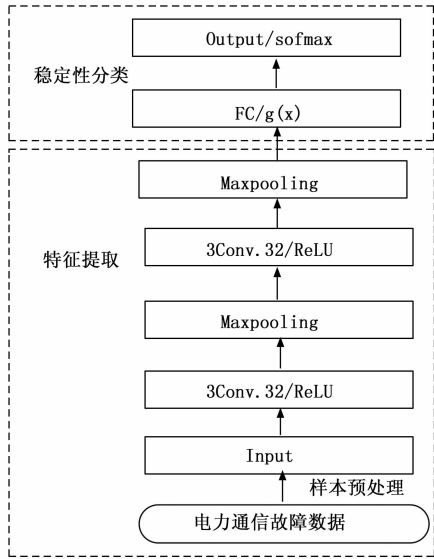 Output/sofmax
稳定性分类
FC/g(x)
Maxpooling
3Conv.32/ReLU
特征提取
Maxpooling
3Conv.32/ReLU
Input
样本预处理
电力通信故障数据